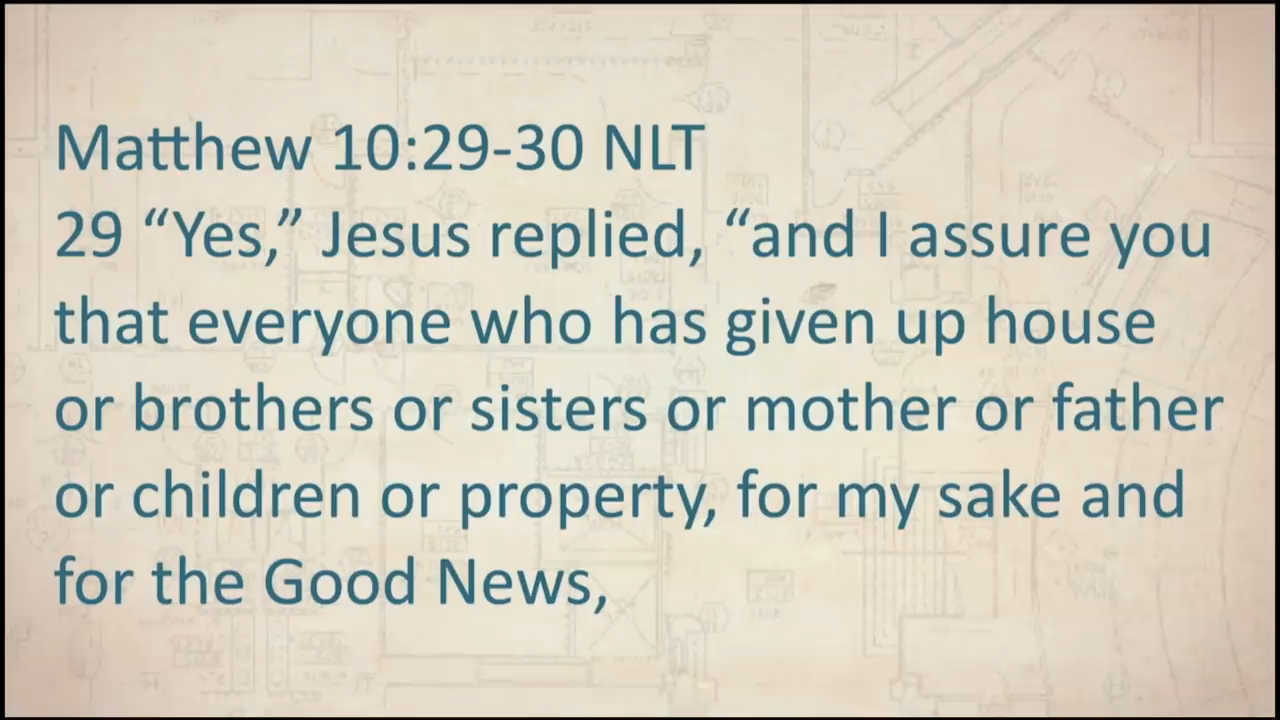 Matthew 10:29-30 NLT
29 “Yes,” Jesus replied, “and I assure you
that everyone who has given up house
or brothers or sisters or mother or father
or children or property, for my sake and
for the Good News,